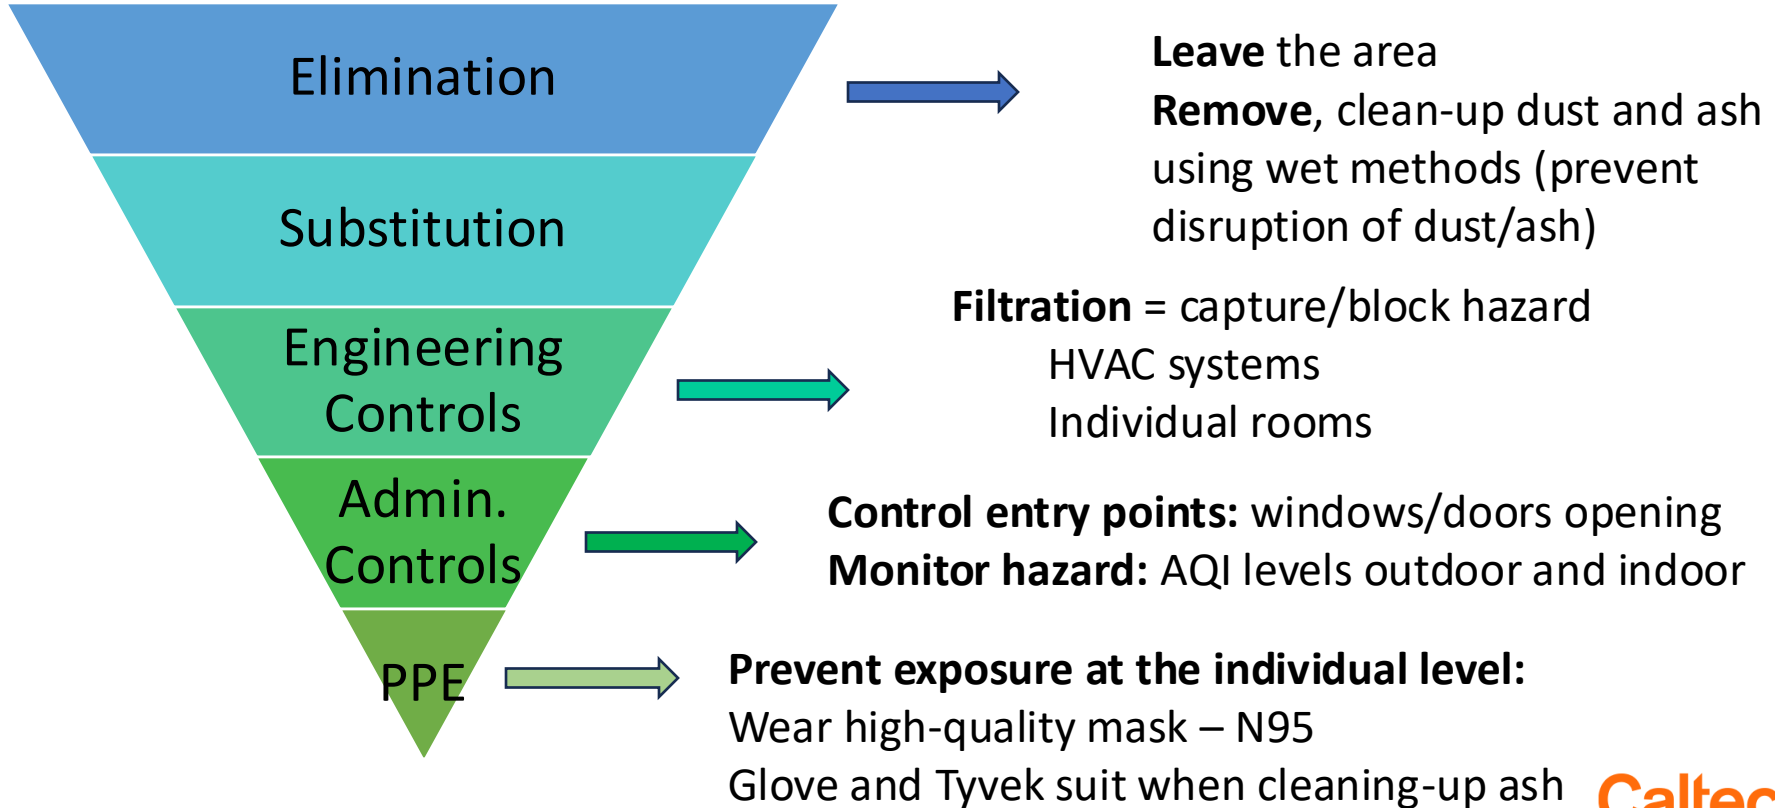 Elimination
Leave the area
Remove, clean-up dust and ash
using wet methods (prevent
disruption of dust/ash)
Substitution
Engineering
Controls
Filtration = capture/block hazard
HVAC systems
Individual rooms
Admin.
Controls
Control entry points: windows/doors opening
Monitor hazard: AQI levels outdoor and indoor
PPE
Prevent exposure at the individual level:
Wear high-quality mask – N95
Glove and Tyvek suit when cleaning-up ash